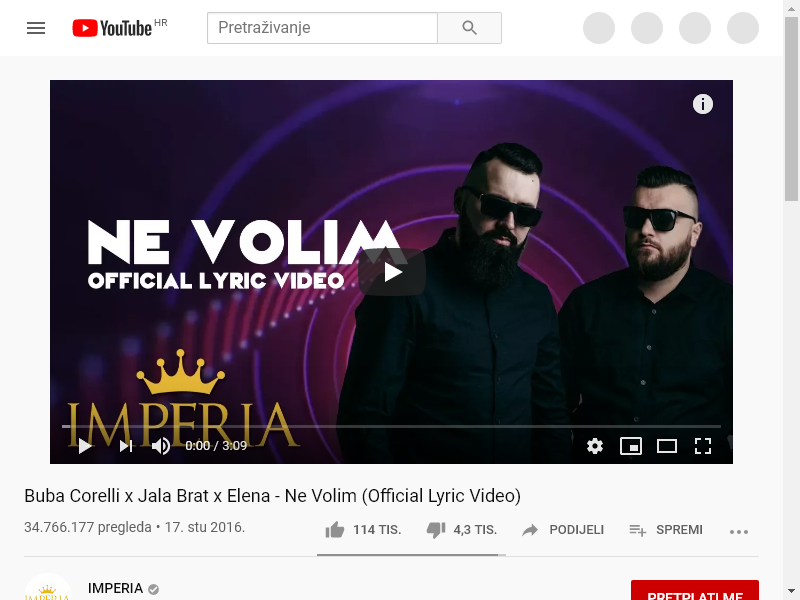 YouTube HR
Pretraživanje
NE VOLIM
OFFICIAL LYRIC VIDEO
IMPERIA
0:00 / 3:09
Buba Corelli x Jala Brat x Elena - Ne Volim (Official Lyric Video)
34.766.177 pregleda • 17. stu 2016.
114 TIS.
4,3 TIS.
PODIJELI
SPREMI
IMPERIA
IMPERIA
PRETPLATI ME